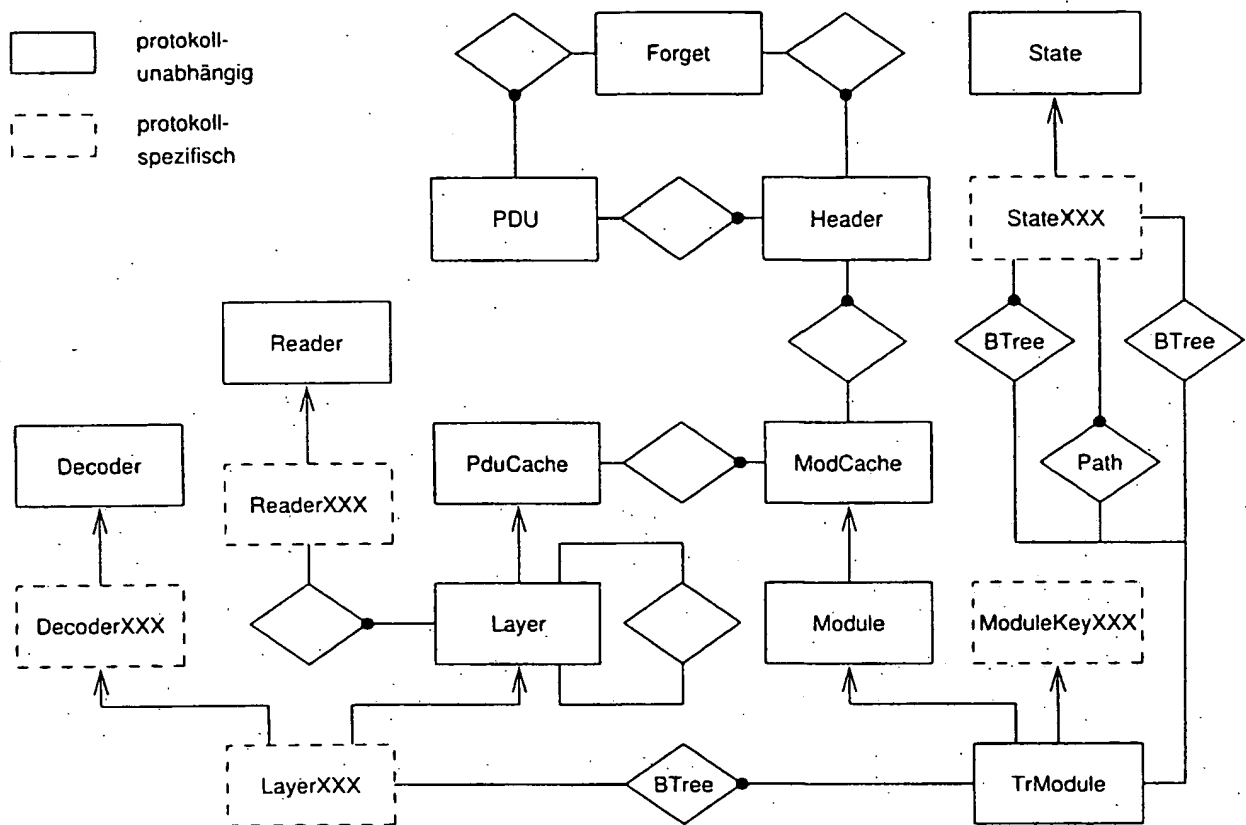 protokoll-
unabhängig
protokoll-
spezifisch
Forget
State
PDU
Header
StateXXX
Reader
BTree
BTree
Decoder
ReaderXXX
PduCache
ModCache
Path
DecoderXXX
Layer
Module
ModuleKeyXXX
LayerXXX
BTree
TrModule